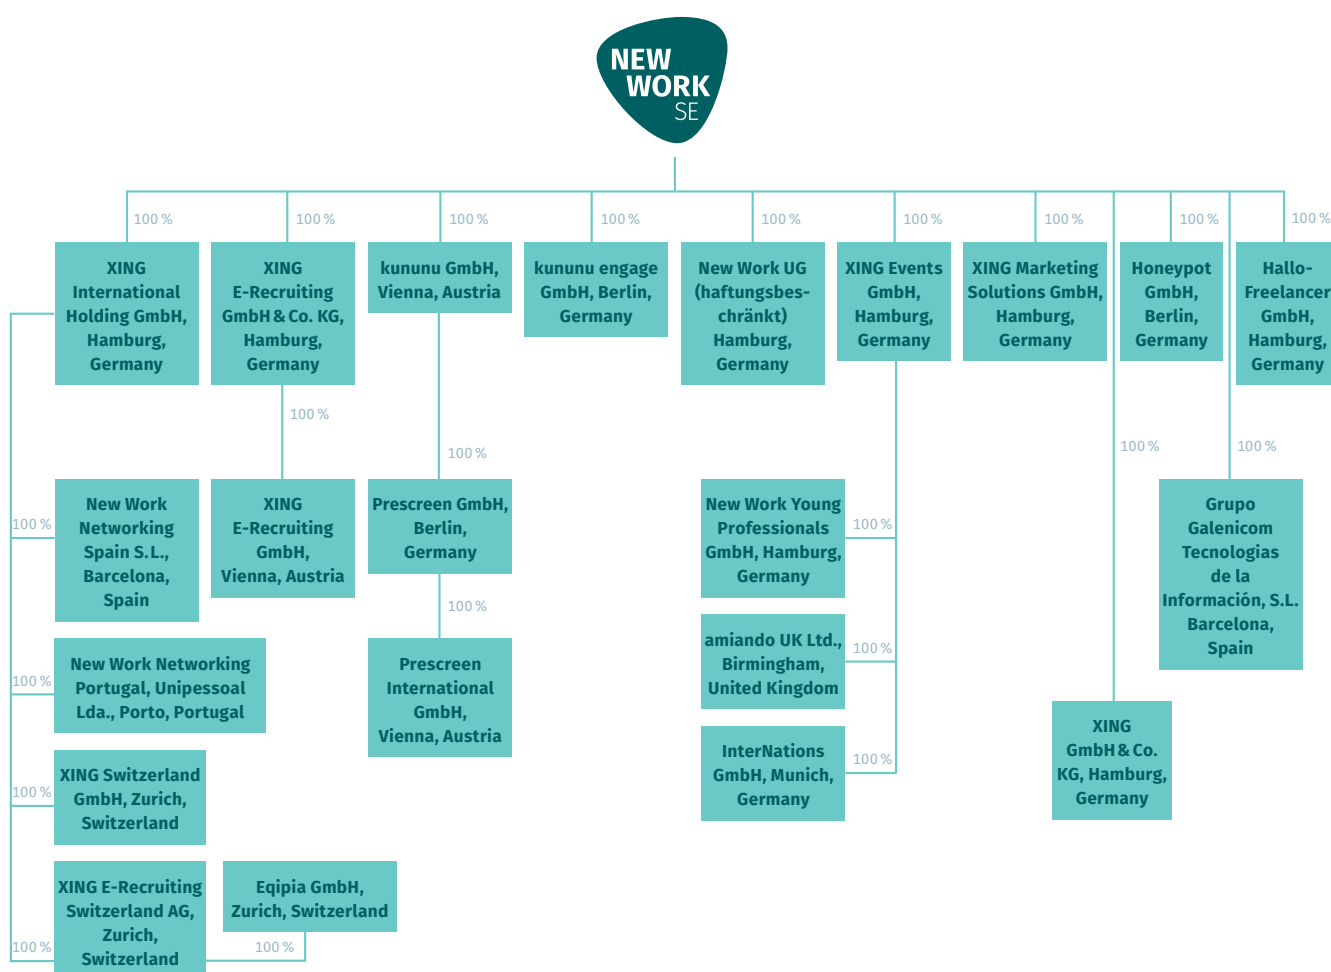 NEW
WORK
SE
100 %
100 %
100 %
100 %
100 %
100 %
100 %
100 %
100 %
XING
International
Holding GmbH,
Hamburg,
Germany
XING
E-Recruiting
GmbH & Co. KG,
Hamburg,
Germany
kununu GmbH,
Vienna, Austria
kununu engage
GmbH, Berlin,
Germany
New Work UG
(haftungsbes-
chränkt)
Hamburg,
Germany
XING Events
GmbH,
Hamburg,
Germany
XING Marketing
Solutions GmbH,
Hamburg,
Germany
Honeypot
GmbH,
Berlin,
Germany
Hallo-
Freelancer
GmbH,
Hamburg,
Germany
100 %
100 %
100 %
100 %
100 %
New Work
Networking
Spain S.L.,
Barcelona,
Spain
XING
E-Recruiting
GmbH,
Vienna, Austria
Prescreen GmbH,
Berlin,
Germany
New Work Young
Professionals
GmbH, Hamburg,
Germany
100 %
Grupo
Galenicom
Tecnologias
de la
Información, S.L.
Barcelona,
Spain
100 %
100 %
New Work Networking
Portugal, Unipessoal
Lda., Porto, Portugal
Prescreen
International
GmbH,
Vienna, Austria
amiando UK Ltd.,
Birmingham,
United Kingdom
100 %
100 %
XING Switzerland
GmbH, Zurich,
Switzerland
InterNations
GmbH, Munich,
Germany
100 %
XING
GmbH & Co.
KG, Hamburg,
Germany
100 %
XING E-Recruiting
Switzerland AG,
Zurich,
Switzerland
100 %
Eqipia GmbH,
Zurich, Switzerland